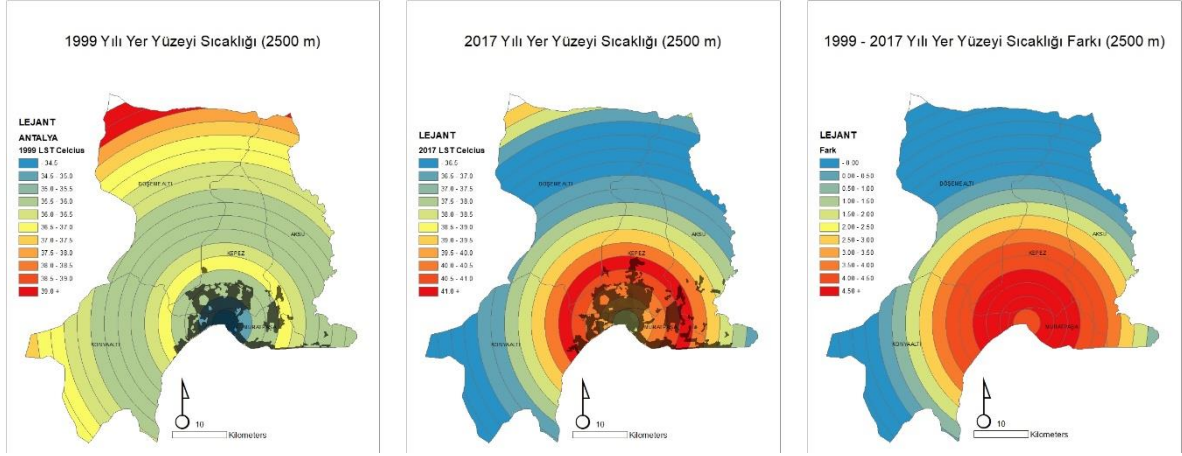 1999 Yılı Yer Yüzeyi Sıcaklığı (2500 m)
LEJANT
ANTALYA
1999 LST Celcius
- 34.5
34.5 - 35.0
35.0 - 35.5
35.5 - 36.0
36.0 - 36.5
36.5 - 37.0
37.0 - 37.5
37.5 - 38.0
38.0 - 38.5
38.5 - 39.0
39.0 +
DÖŞEMEALTI
AKSU
KEPEZ
MURATPAŞA
KONYAALTI
10
Kilometers
2017 Yılı Yer Yüzeyi Sıcaklığı (2500 m)
LEJANT
2017 LST Celcius
- 36.5
36.5 - 37.0
37.0 - 37.5
37.5 - 38.0
38.0 - 38.5
38.5 - 39.0
39.0 - 39.5
39.5 - 40.0
40.0 - 40.5
40.5 - 41.0
41.0 +
DÖŞEMEALTI
AKSU
KEPEZ
MURATPAŞA
KONYAALTI
10
Kilometers
1999 - 2017 Yılı Yer Yüzeyi Sıcaklığı Farkı (2500 m)
LEJANT
Fark
- 0.00
0.00 - 0.50
0.50 - 1.00
1.00 - 1.50
1.50 - 2.00
2.00 - 2.50
2.50 - 3.00
3.00 - 3.50
3.50 - 4.00
4.00 - 4.50
4.50 +
DÖŞEMEALTI
AKSU
KEPEZ
MURATPAŞA
KONYAALTI
10
Kilometers